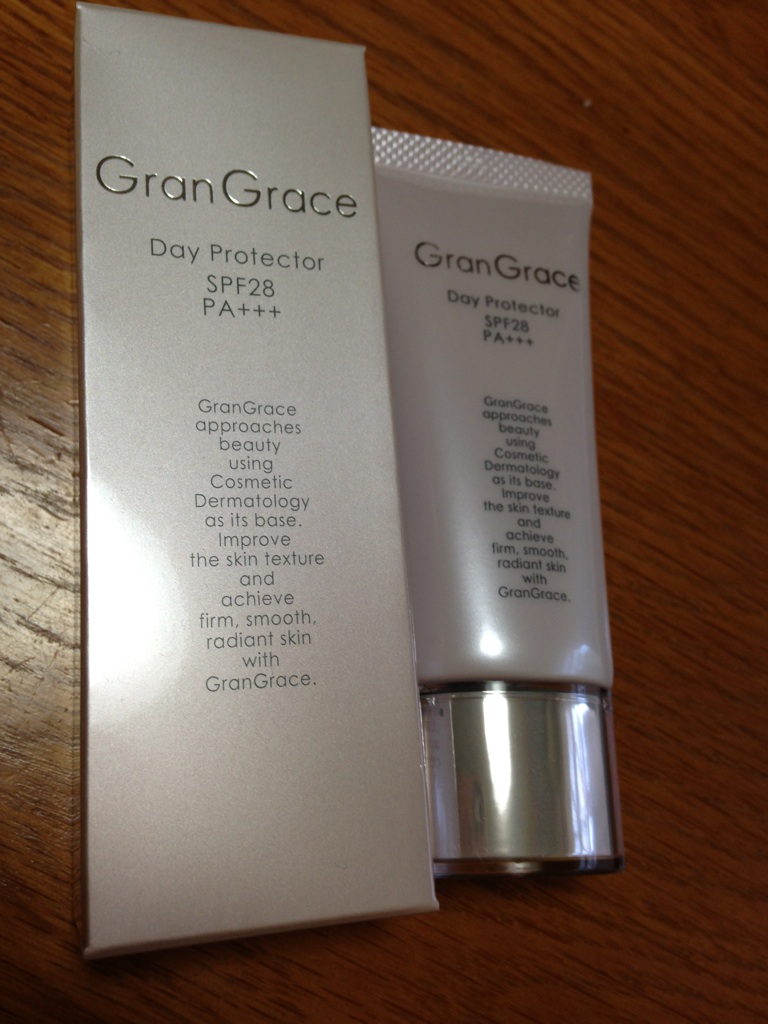 GranGrace
Day Protector
SPF28
PA+++
GranGrace
approaches
beauty
using
Cosmetic
Dermatology
as its base.
Improve
the skin texture
and
achieve
firm, smooth,
radiant skin
with
GranGrace.
GranGrace
Day Protector
SPF28
PA+++
GranGrace
approaches
beauty
using
Cosmetic
Dermatology
as its base.
Improve
the skin texture
and
achieve
firm, smooth,
radiant skin
with
GranGrace.